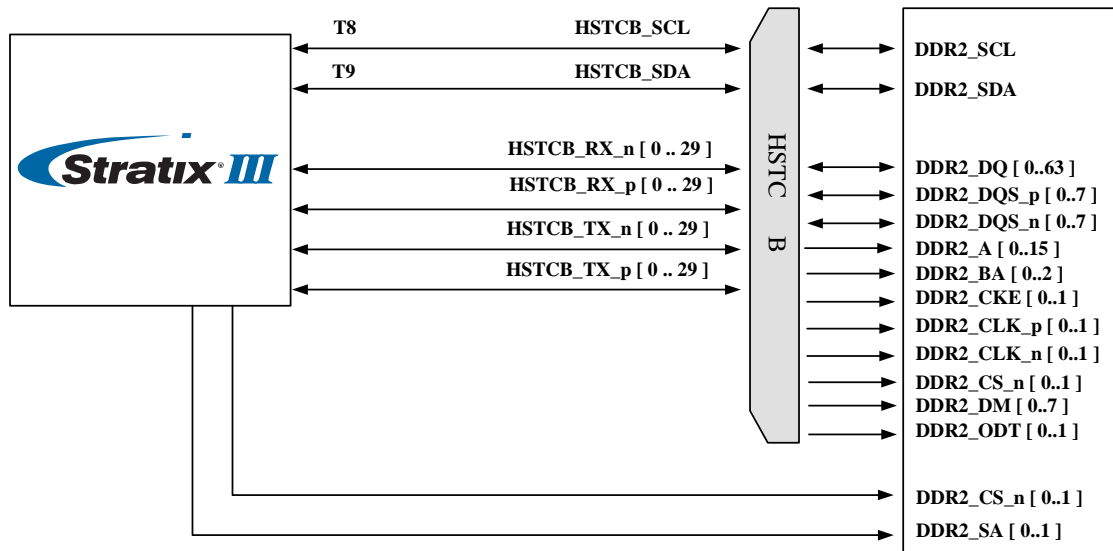 T8 HSTCB_SCL
T9 HSTCB_SDA
HSTCB_RX_n [ 0 .. 29 ]
HSTCB_RX_p [ 0 .. 29 ]
HSTCB_TX_n [ 0 .. 29 ]
HSTCB_TX_p [ 0 .. 29 ]
Stratix® III
HSTC B
DDR2_SCL
DDR2_SDA
DDR2_DQ [ 0..63 ]
DDR2_DQS_p [ 0..7 ]
DDR2_DQS_n [ 0..7 ]
DDR2_A [ 0..15 ]
DDR2_BA [ 0..2 ]
DDR2_CKE [ 0..1 ]
DDR2_CLK_p [ 0..1 ]
DDR2_CLK_n [ 0..1 ]
DDR2_CS_n [ 0..1 ]
DDR2_DM [ 0..7 ]
DDR2_ODT [ 0..1 ]
DDR2_CS_n [ 0..1 ]
DDR2_SA [ 0..1 ]